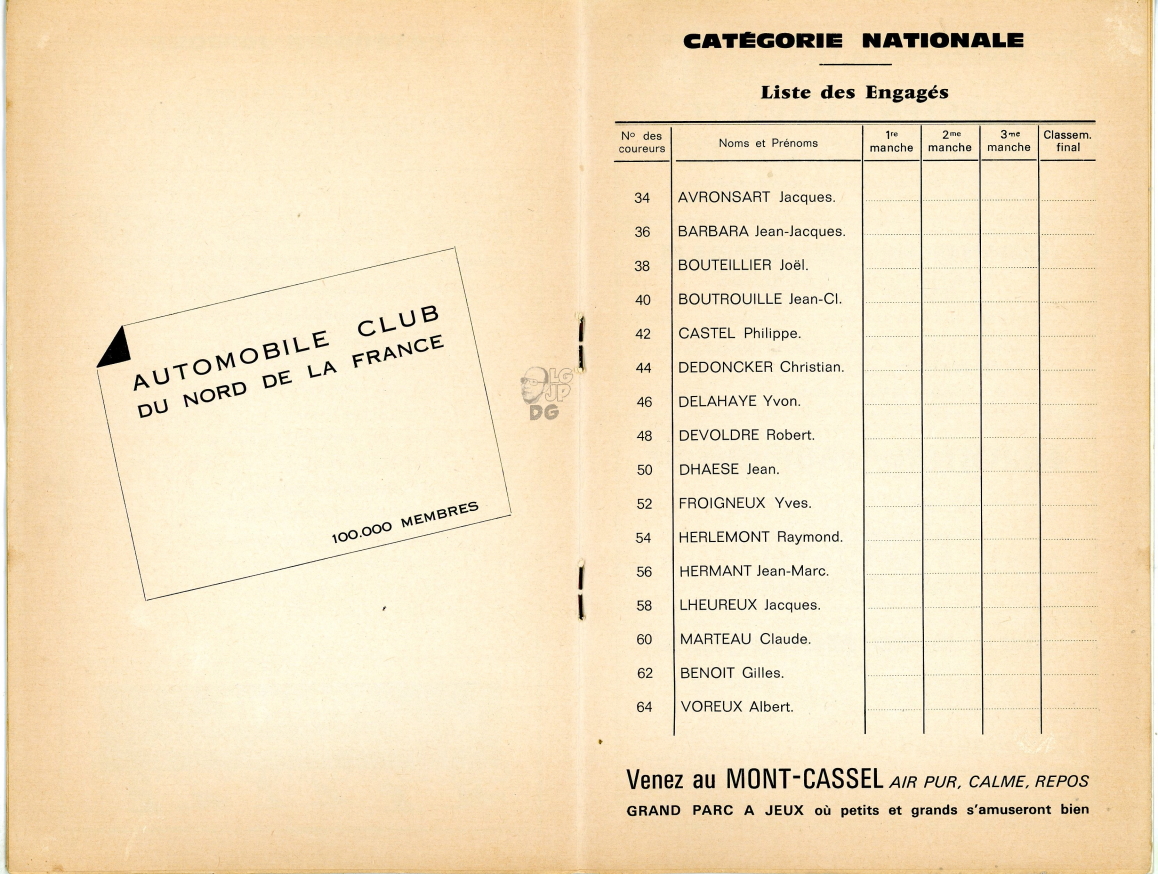 AUTOMOBILE CLUB
DU NORD DE LA FRANCE
100.000 MEMBRES
LG
JP
DG
CATÉGORIE NATIONALE
Liste des Engagés
Nº des coureurs Noms et Prénoms 1re manche 2me manche 3me manche Classem. final
34 AVRONSART Jacques.
36 BARBARA Jean-Jacques.
38 BOUTEILLIER Joël.
40 BOUTROUILLE Jean-Cl.
42 CASTEL Philippe.
44 DEDONCKER Christian.
46 DELAHAYE Yvon.
48 DEVOLDRE Robert.
50 DHAESE Jean.
52 FROIGNEUX Yves.
54 HERLEMONT Raymond.
56 HERMANT Jean-Marc.
58 LHEUREUX Jacques.
60 MARTEAU Claude.
62 BENOIT Gilles.
64 VOREUX Albert.
Venez au MONT-CASSEL AIR PUR, CALME, REPOS
GRAND PARC A JEUX où petits et grands s'amuseront bien